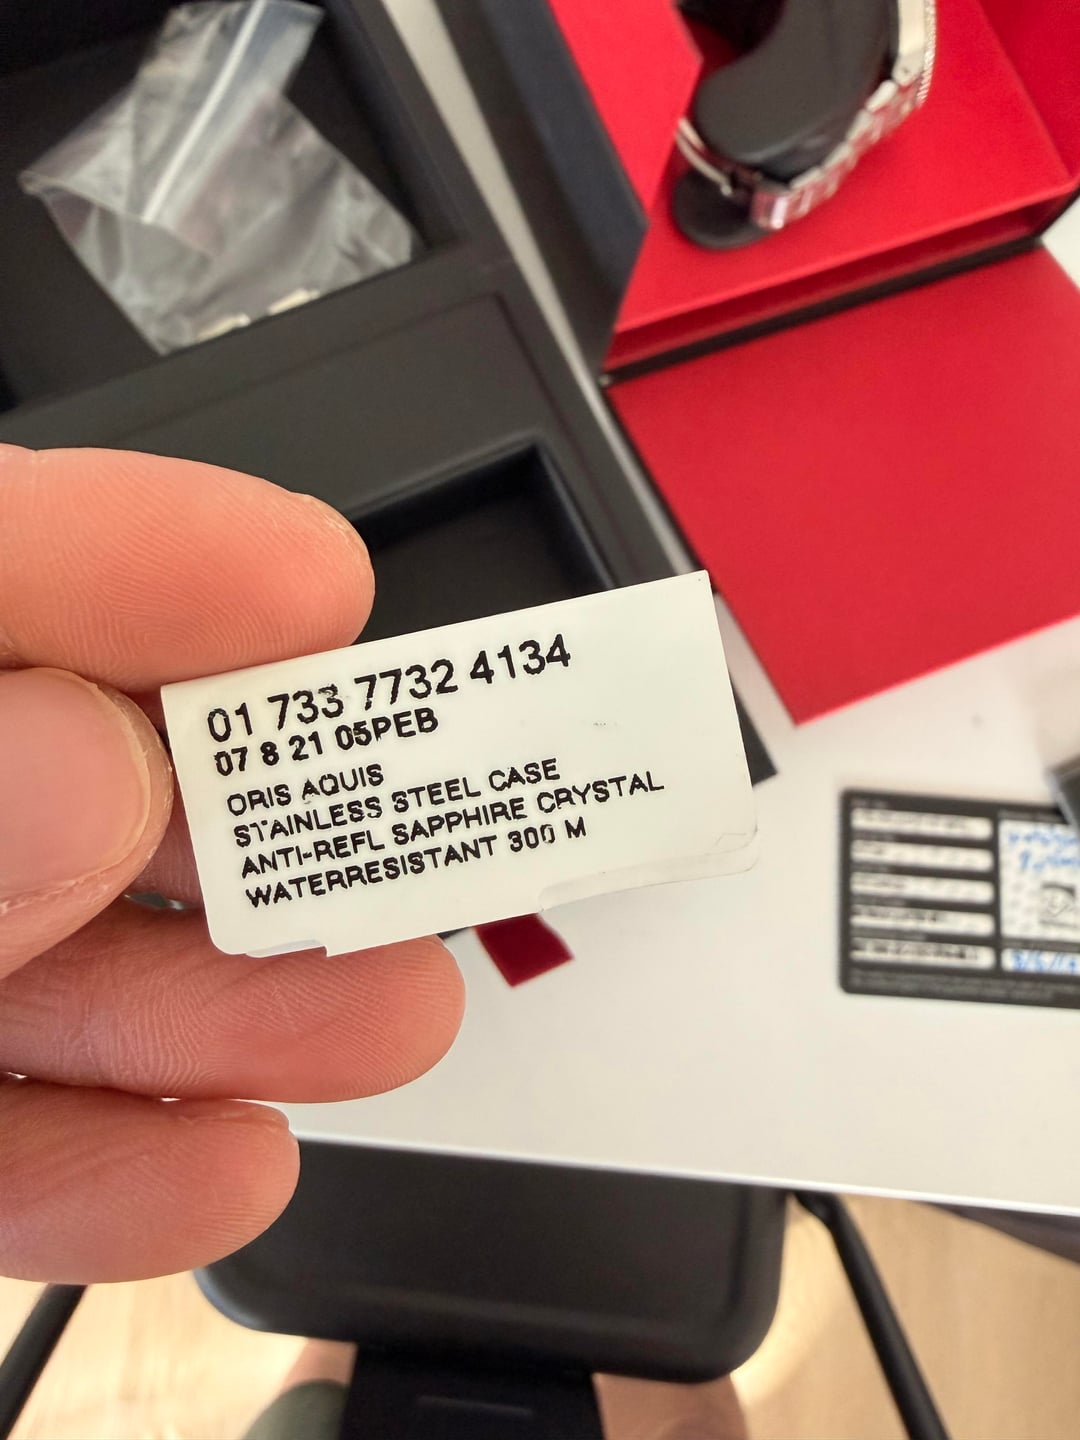 01 733 7732 4134
07 8 21 05PEB
ORIS AQUIS
STAINLESS STEEL CASE
ANTI-REFL SAPPHIRE CRYSTAL
WATERRESISTANT 300 M